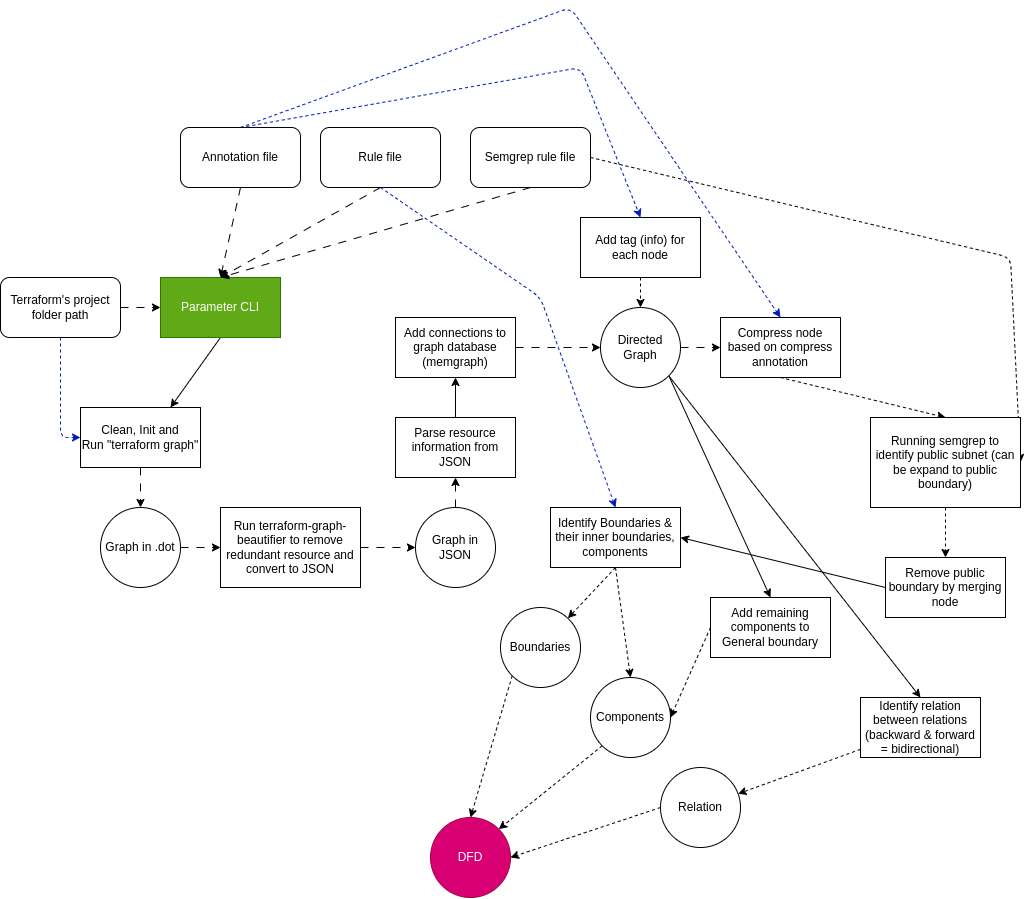 Annotation file
Rule file
Semgrep rule file
Add tag (info) for
each node
Terraform's project
folder path
Parameter CLI
Add connections to
graph database
(memgraph)
Directed
Graph
Compress node
based on compress
annotation
Clean, Init and
Run "terraform graph"
Parse resource
information from
JSON
Running semgrep to
identify public subnet (can
be expand to public
boundary)
Graph in .dot
Run terraform-graph-
beautifier to remove
redundant resource and
convert to JSON
Graph in
JSON
Identify Boundaries &
their inner boundaries,
components
Remove public
boundary by merging
node
Boundaries
Add remaining
components to
General boundary
Components
Identify relation
between relations
(backward & forward
= bidirectional)
Relation
DFD